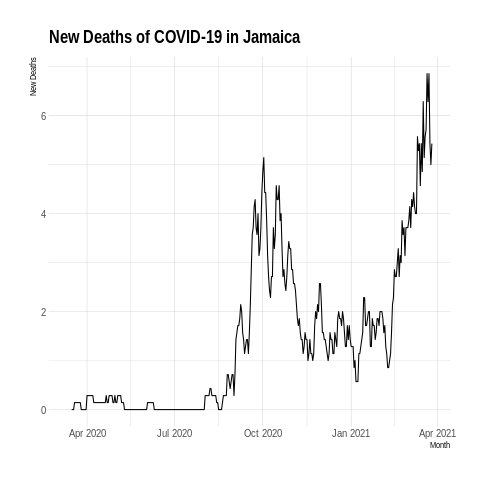 New Deaths of COVID-19 in Jamaica
New Deaths
6
4
2
0
Apr 2020 Jul 2020 Oct 2020 Jan 2021 Apr 2021
Month